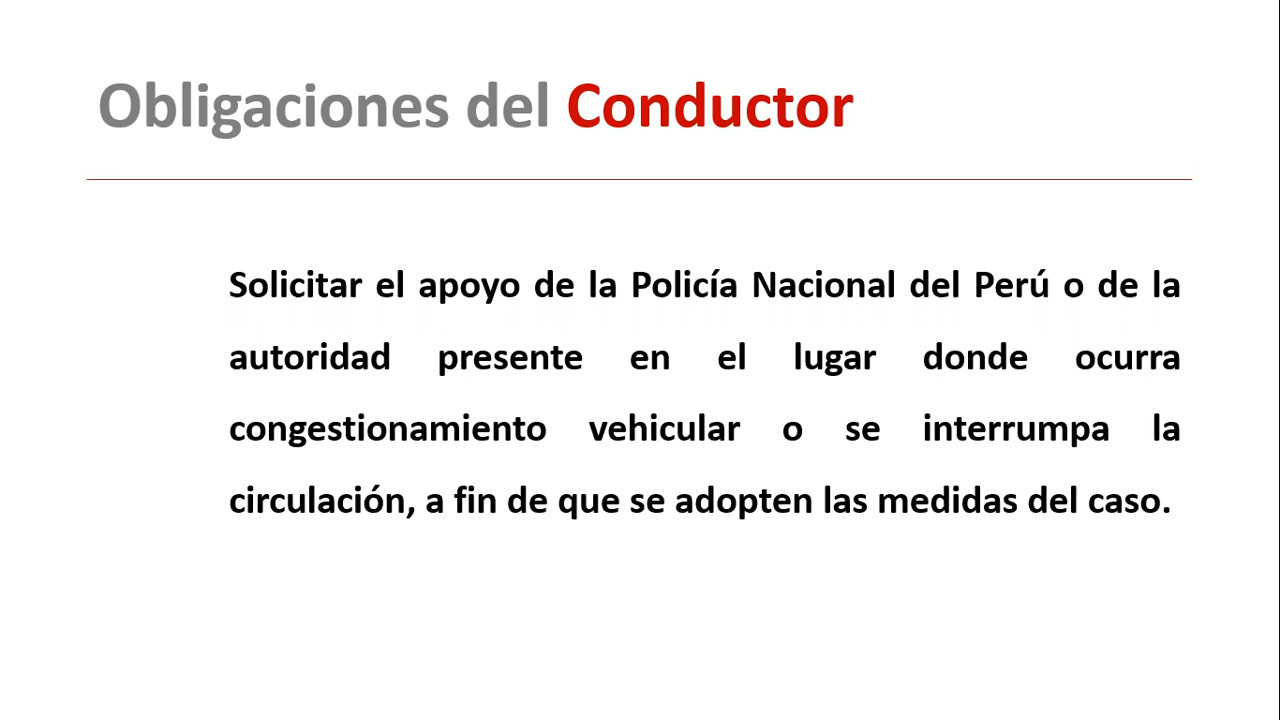 Obligaciones del Conductor
Solicitar el apoyo de la Policía Nacional del Perú o de la
autoridad presente en el lugar donde ocurra
congestionamiento vehicular o se interrumpa la
circulación, a fin de que se adopten las medidas del caso.